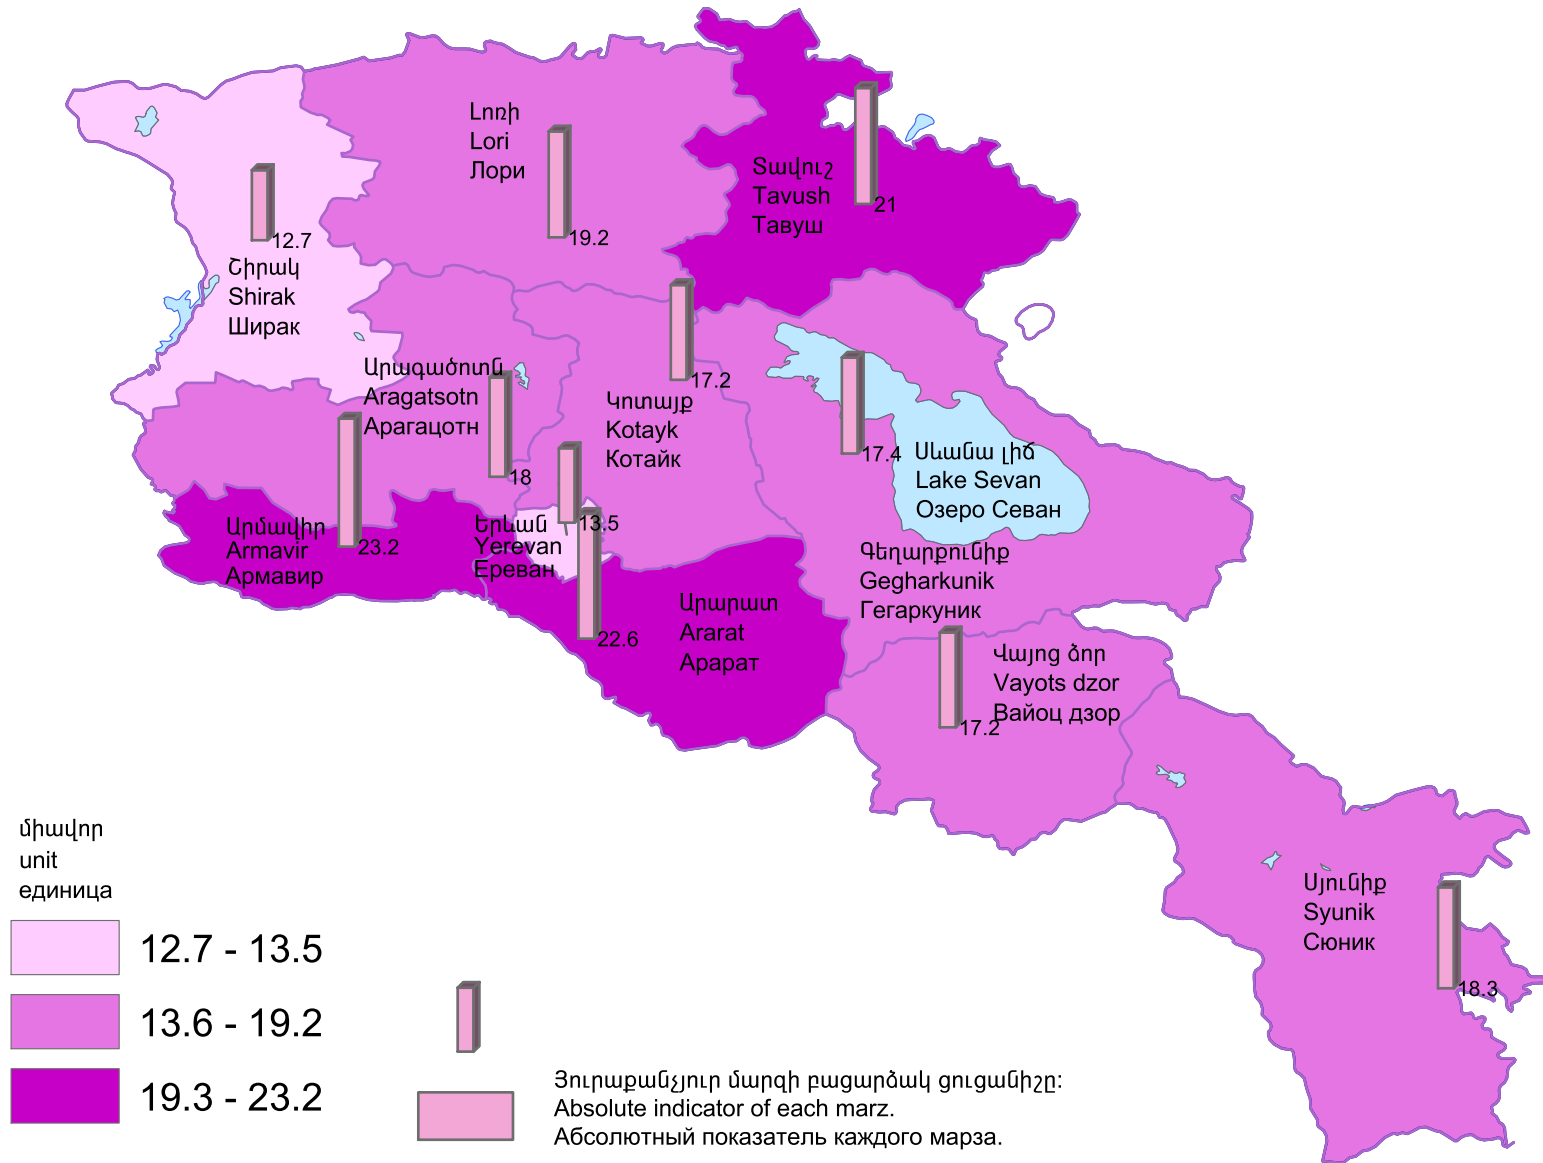 Լոռի
Lori
Лори
19.2
Տավուշ
Tavush
Тавуш
21
12.7
Շիրակ
Shirak
Ширак
Արագածոտն
Aragatsotn
Арагацотн
18
17.2
Կոտայք
Kotayk
Котайк
17.4
Սևանա լիճ
Lake Sevan
Озеро Севан
Արմավիր
Armavir
Армавир
23.2
Երևան
Yerevan
Ереван
13.5
Գեղարքունիք
Gegharkunik
Гегаркуник
22.6
Արարատ
Ararat
Арарат
Վայոց ձոր
Vayots dzor
Вайоц дзор
17.2
Սյունիք
Syunik
Сюник
18.3
միավոր
unit
единица
12.7 - 13.5
13.6 - 19.2
19.3 - 23.2
Յուրաքանչյուր մարզի բացարձակ ցուցանիշը:
Absolute indicator of each marz.
Абсолютный показатель каждого марза.